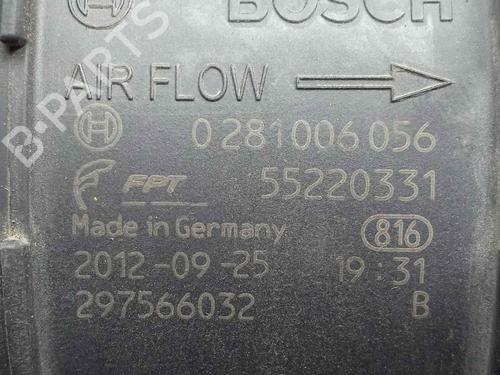 BOSCH
AIR FLOW
0 281 006 056
FPT 55220331
Made in Germany 816
2012-09-25 19:31
297566032 B
B-PARTS